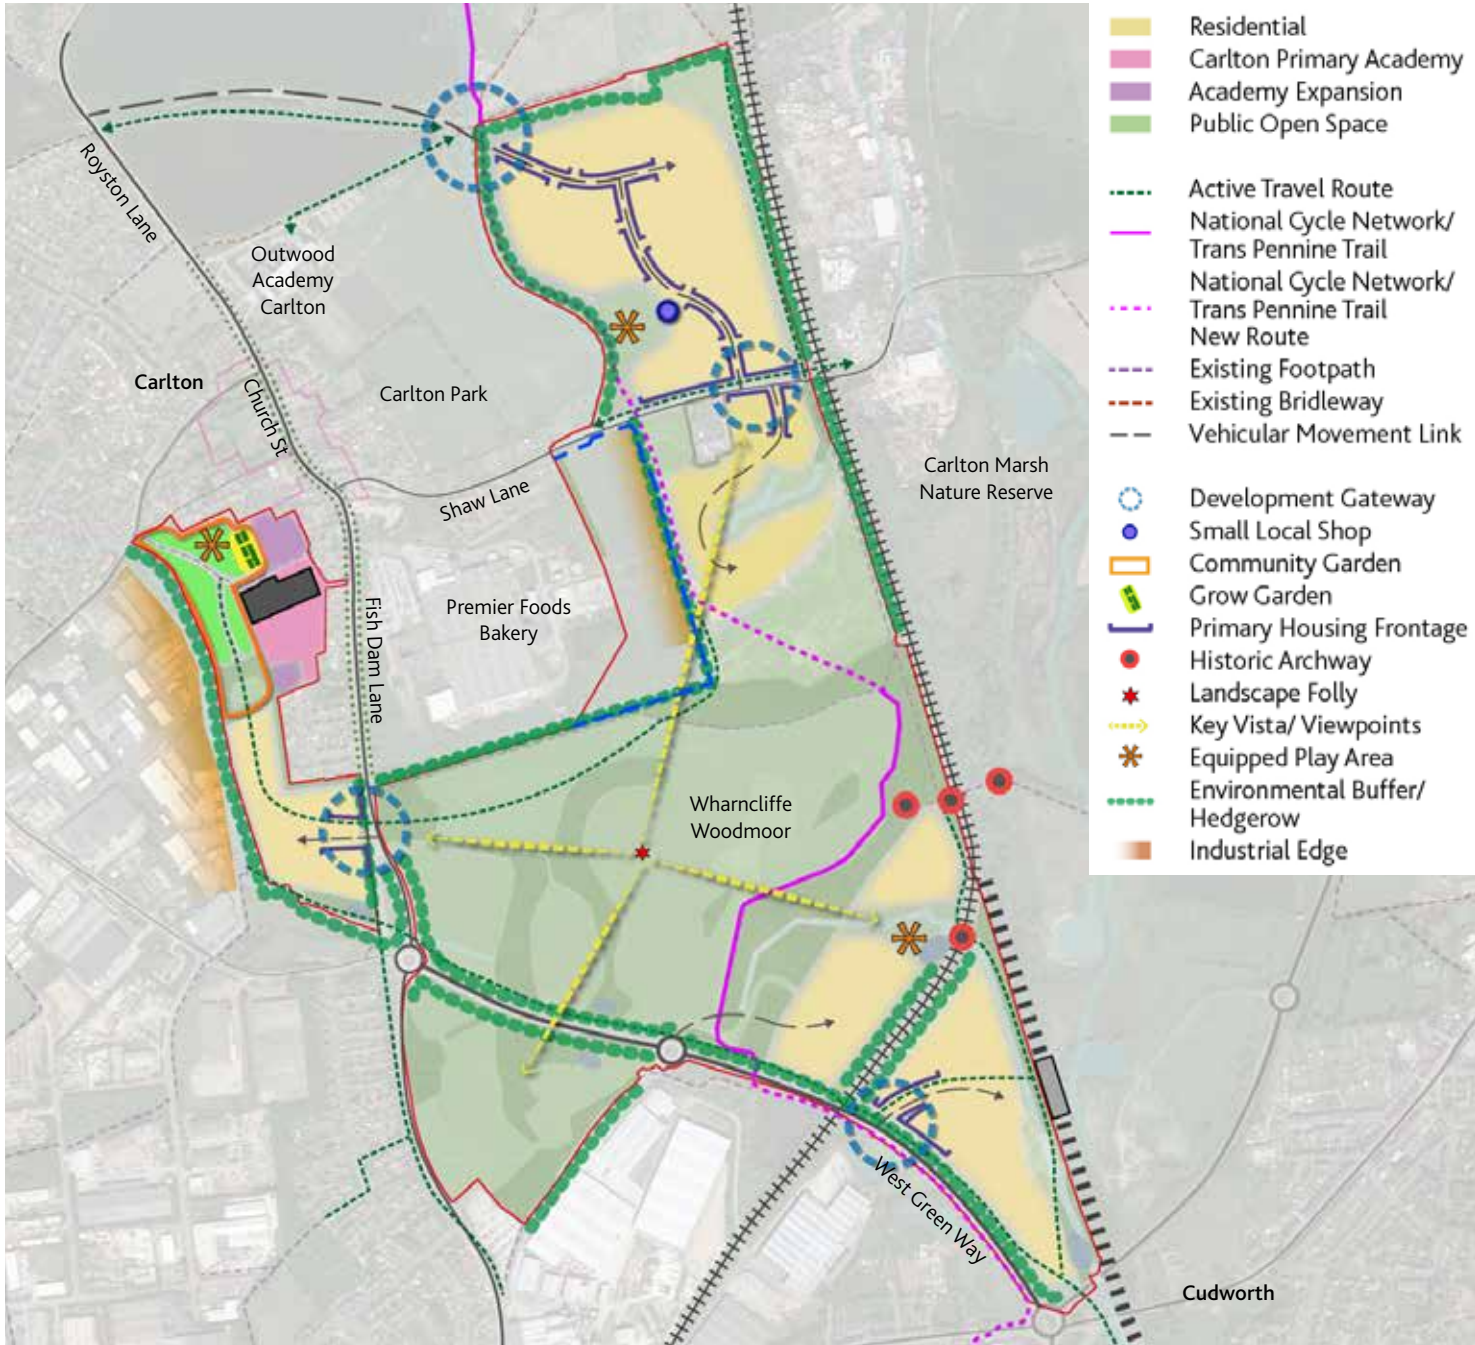 Royston Lane
Outwood
Academy
Carlton
Carlton
Church St
Carlton Park
Shaw Lane
Carlton Marsh
Nature Reserve
Premier Foods
Bakery
Fish Dam Lane
Wharncliffe
Woodmoor
West Green Way
Cudworth
Residential
Carlton Primary Academy
Academy Expansion
Public Open Space
Active Travel Route
National Cycle Network/
Trans Pennine Trail
National Cycle Network/
Trans Pennine Trail
New Route
Existing Footpath
Existing Bridleway
Vehicular Movement Link
Development Gateway
Small Local Shop
Community Garden
Grow Garden
Primary Housing Frontage
Historic Archway
Landscape Folly
Key Vista/ Viewpoints
Equipped Play Area
Environmental Buffer/
Hedgerow
Industrial Edge